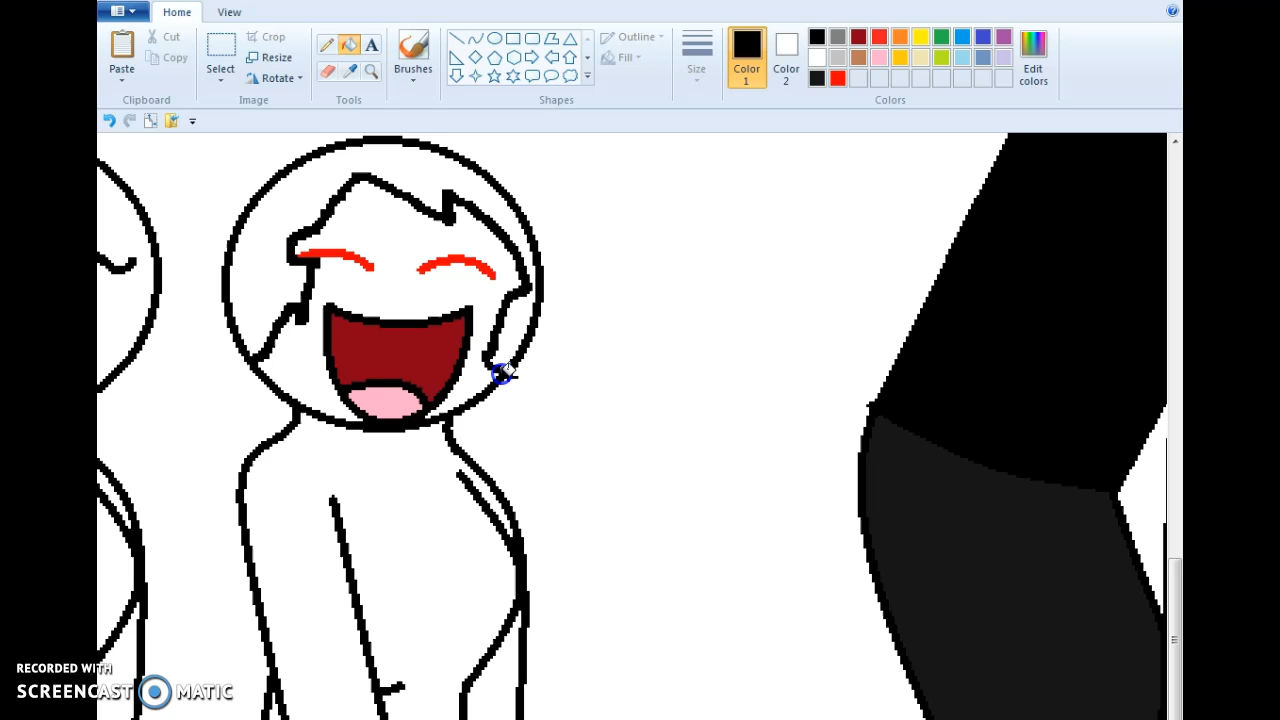 Home View
Paste
Cut
Copy
Clipboard
Select
Crop
Resize
Rotate
Image
A
Tools
Brushes
Outline
Fill
Shapes
Size
Color
1
Color
2
Edit
colors
Colors
RECORDED WITH
SCREENCAST MATIC